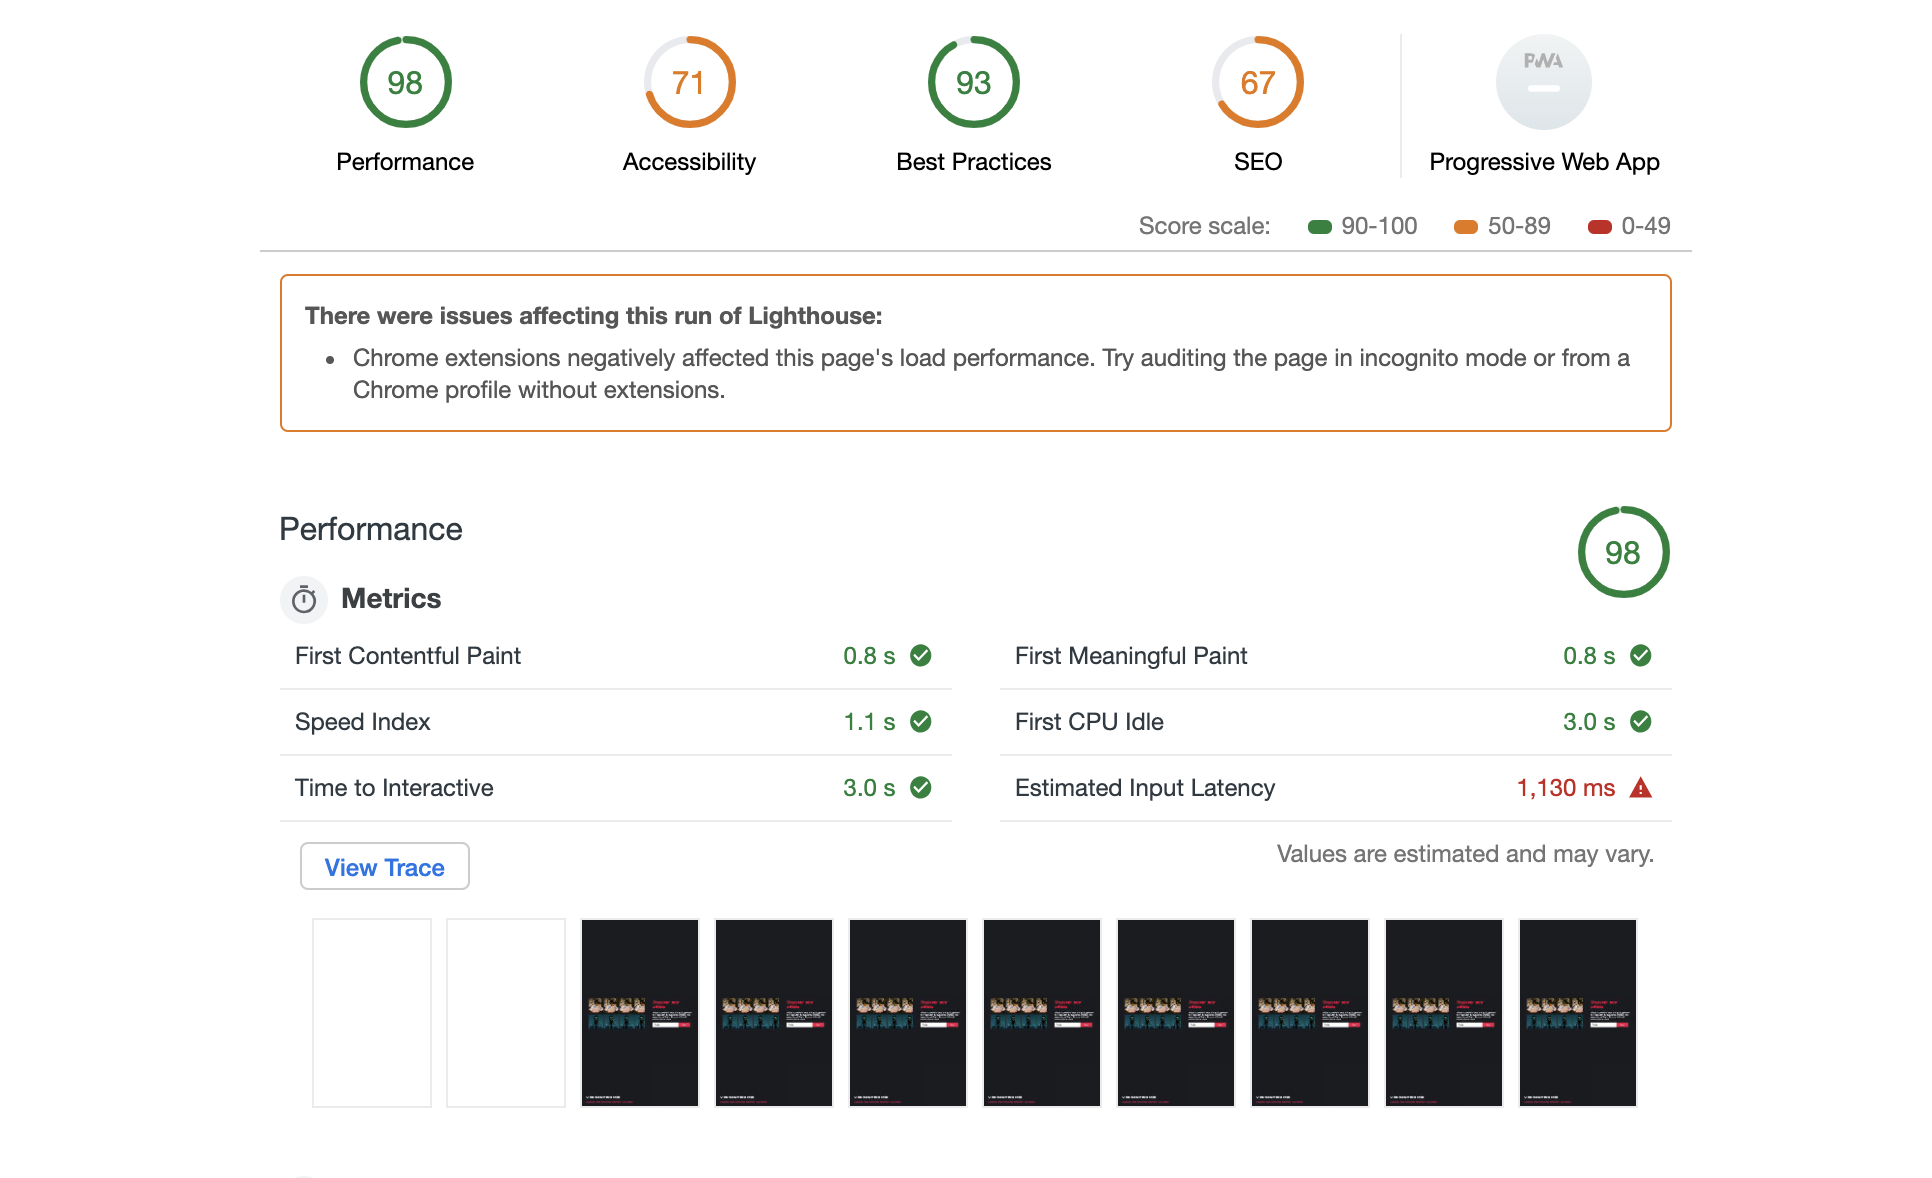 98
71
93
67
PWA
Performance
Accessibility
Best Practices
SEO
Progressive Web App
Score scale: 90-100 50-89 0-49
There were issues affecting this run of Lighthouse:
• Chrome extensions negatively affected this page's load performance. Try auditing the page in incognito mode or from a
Chrome profile without extensions.
Performance
98
Metrics
First Contentful Paint 0.8 s
First Meaningful Paint 0.8 s
Speed Index 1.1 s
First CPU Idle 3.0 s
Time to Interactive 3.0 s
Estimated Input Latency 1,130 ms
View Trace
Values are estimated and may vary.